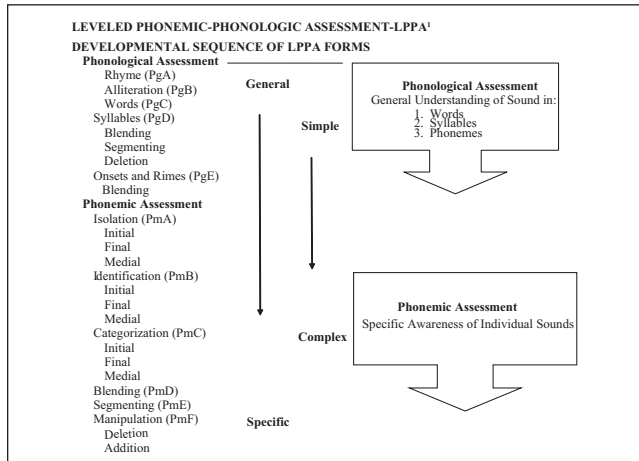 LEVELED PHONEMIC-PHONOLOGIC ASSESSMENT-LPPA¹
DEVELOPMENTAL SEQUENCE OF LPPA FORMS
Phonological Assessment
Rhyme (PgA)
Alliteration (PgB)
Words (PgC)
Syllables (PgD)
Blending
Segmenting
Deletion
Onsets and Rimes (PgE)
Blending
Phonemic Assessment
Isolation (PmA)
Initial
Final
Medial
Identification (PmB)
Initial
Final
Medial
Categorization (PmC)
Initial
Final
Medial
Blending (PmD)
Segmenting (PmE)
Manipulation (PmF)
Deletion
Addition
General
Specific
Simple
Complex
Phonological Assessment
General Understanding of Sound in:
1. Words
2. Syllables
3. Phonemes
Phonemic Assessment
Specific Awareness of Individual Sounds